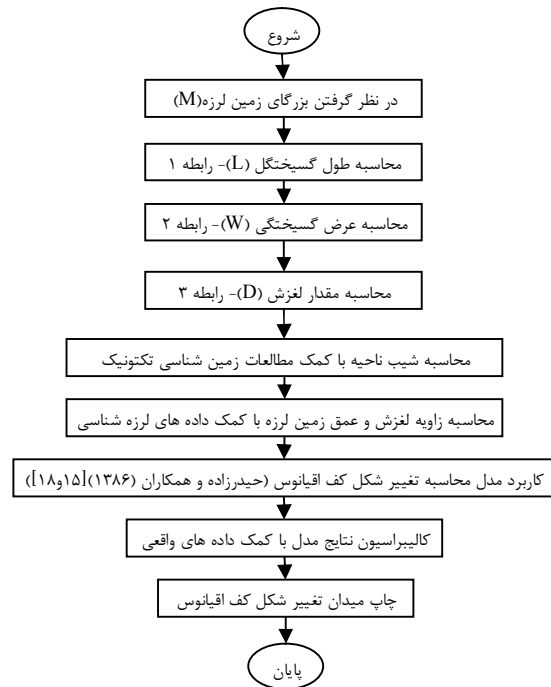 شروع
در نظر گرفتن بزرگای زمین لرزه(M)
محاسبه طول گسیختگل (L)- رابطه ۱
محاسبه عرض گسیختگی (W)- رابطه ۲
محاسبه مقدار لغزش (D)- رابطه ۳
محاسبه شیب ناحیه با کمک مطالعات زمین شناسی تکتونیک
محاسبه زاویه لغزش و عمق زمین لرزه با کمک داده های لرزه شناسی
کاربرد مدل محاسبه تغییر شکل کف اقیانوس (حیدرزاده و همکاران (۱۳۸۶)[۱۵و۱۸])
کالیبراسیون نتایج مدل با کمک داده های واقعی
چاپ میدان تغییر شکل کف اقیانوس
پایان